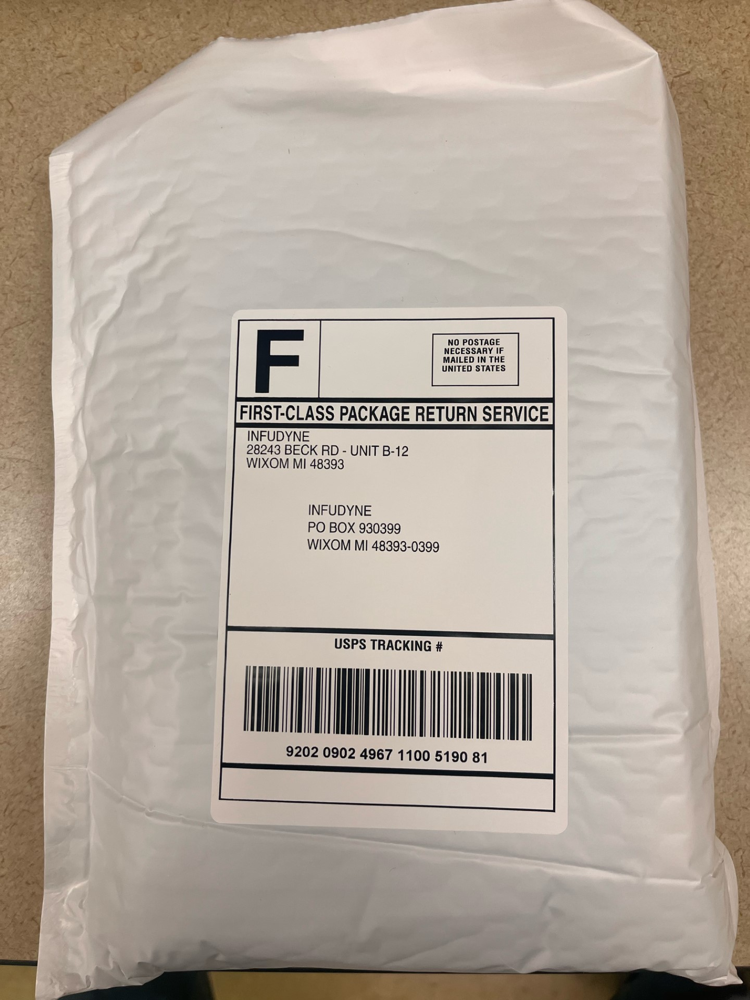 F
NO POSTAGE
NECESSARY IF
MAILED IN THE
UNITED STATES
FIRST-CLASS PACKAGE RETURN SERVICE
INFUDYNE
28243 BECK RD - UNIT B-12
WIXOM MI 48393
INFUDYNE
PO BOX 930399
WIXOM MI 48393-0399
USPS TRACKING #
9202 0902 4967 1100 5190 81